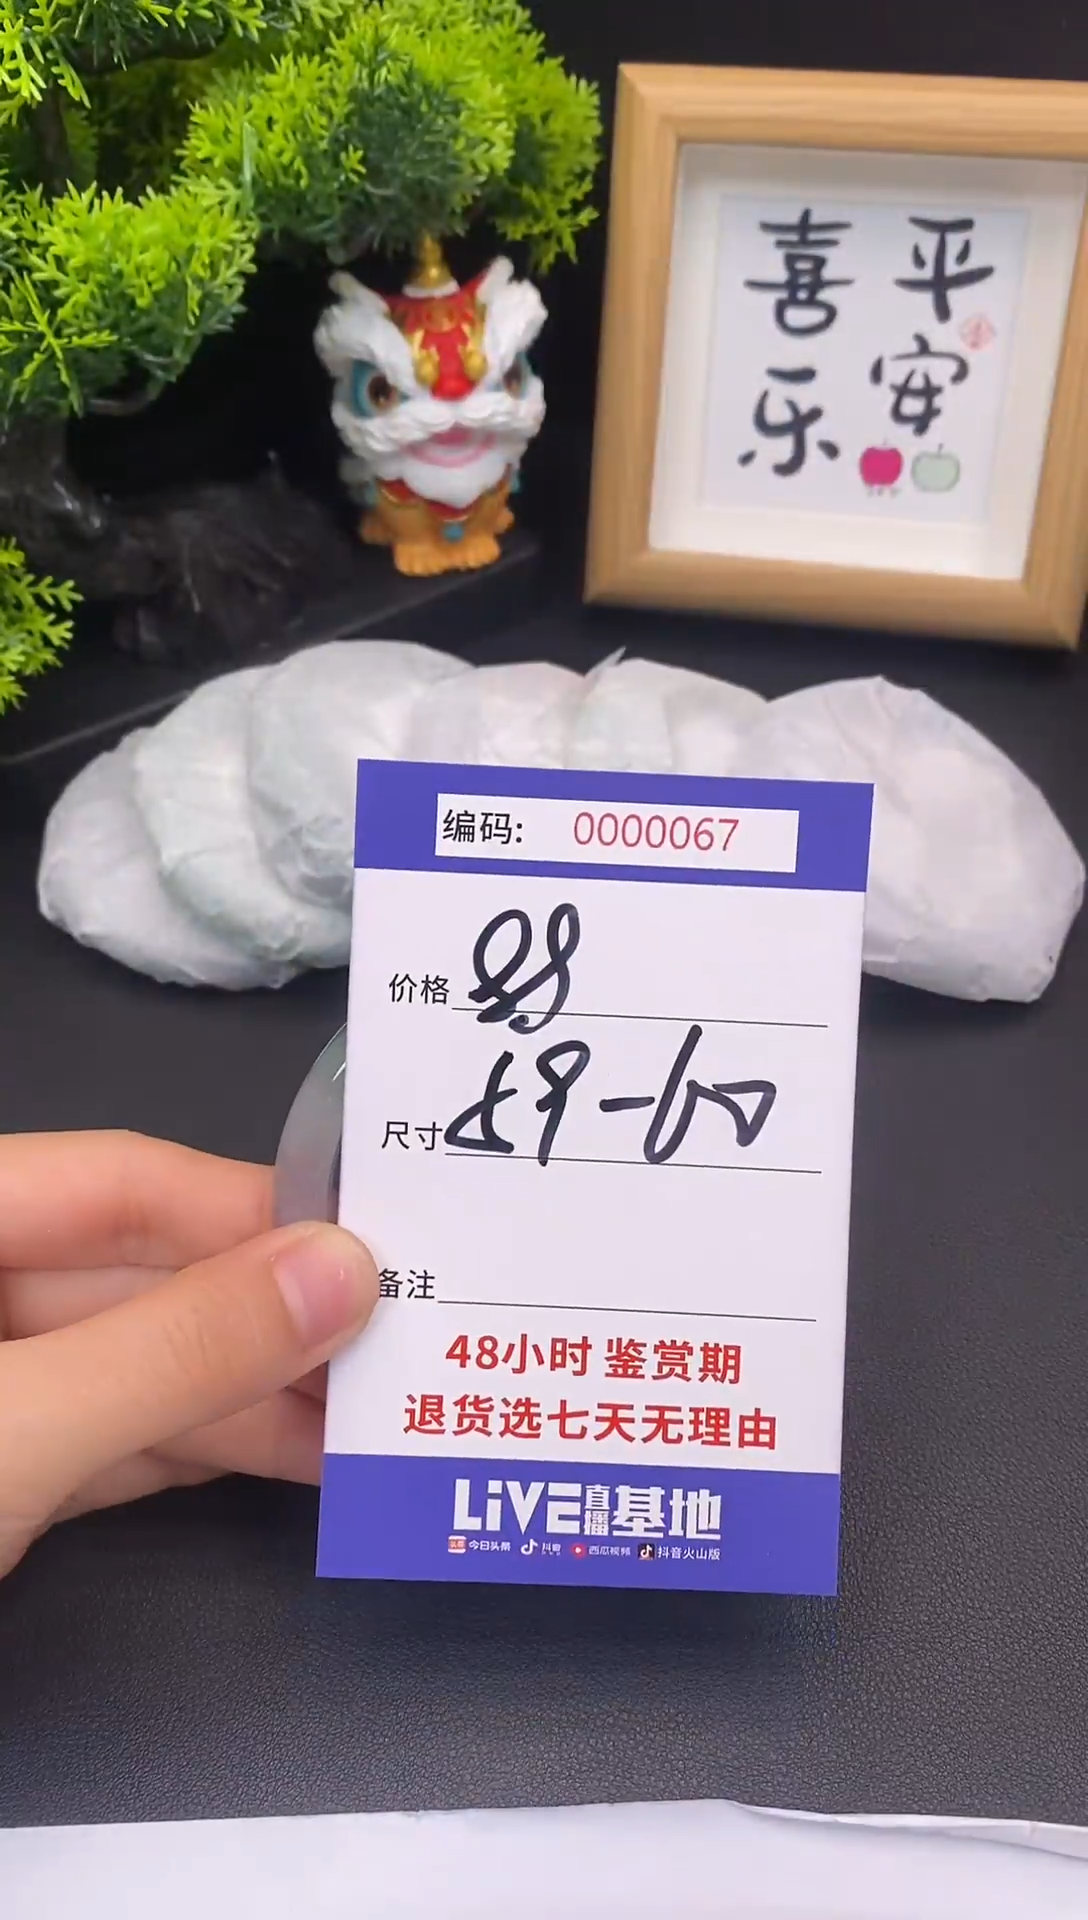 平安
喜乐
编码: 0000067
价格 88
尺寸 59-60
备注
48小时 鉴赏期
退货选七天无理由
LiVE直播基地
今日头条 抖音 西瓜视频 抖音火山版